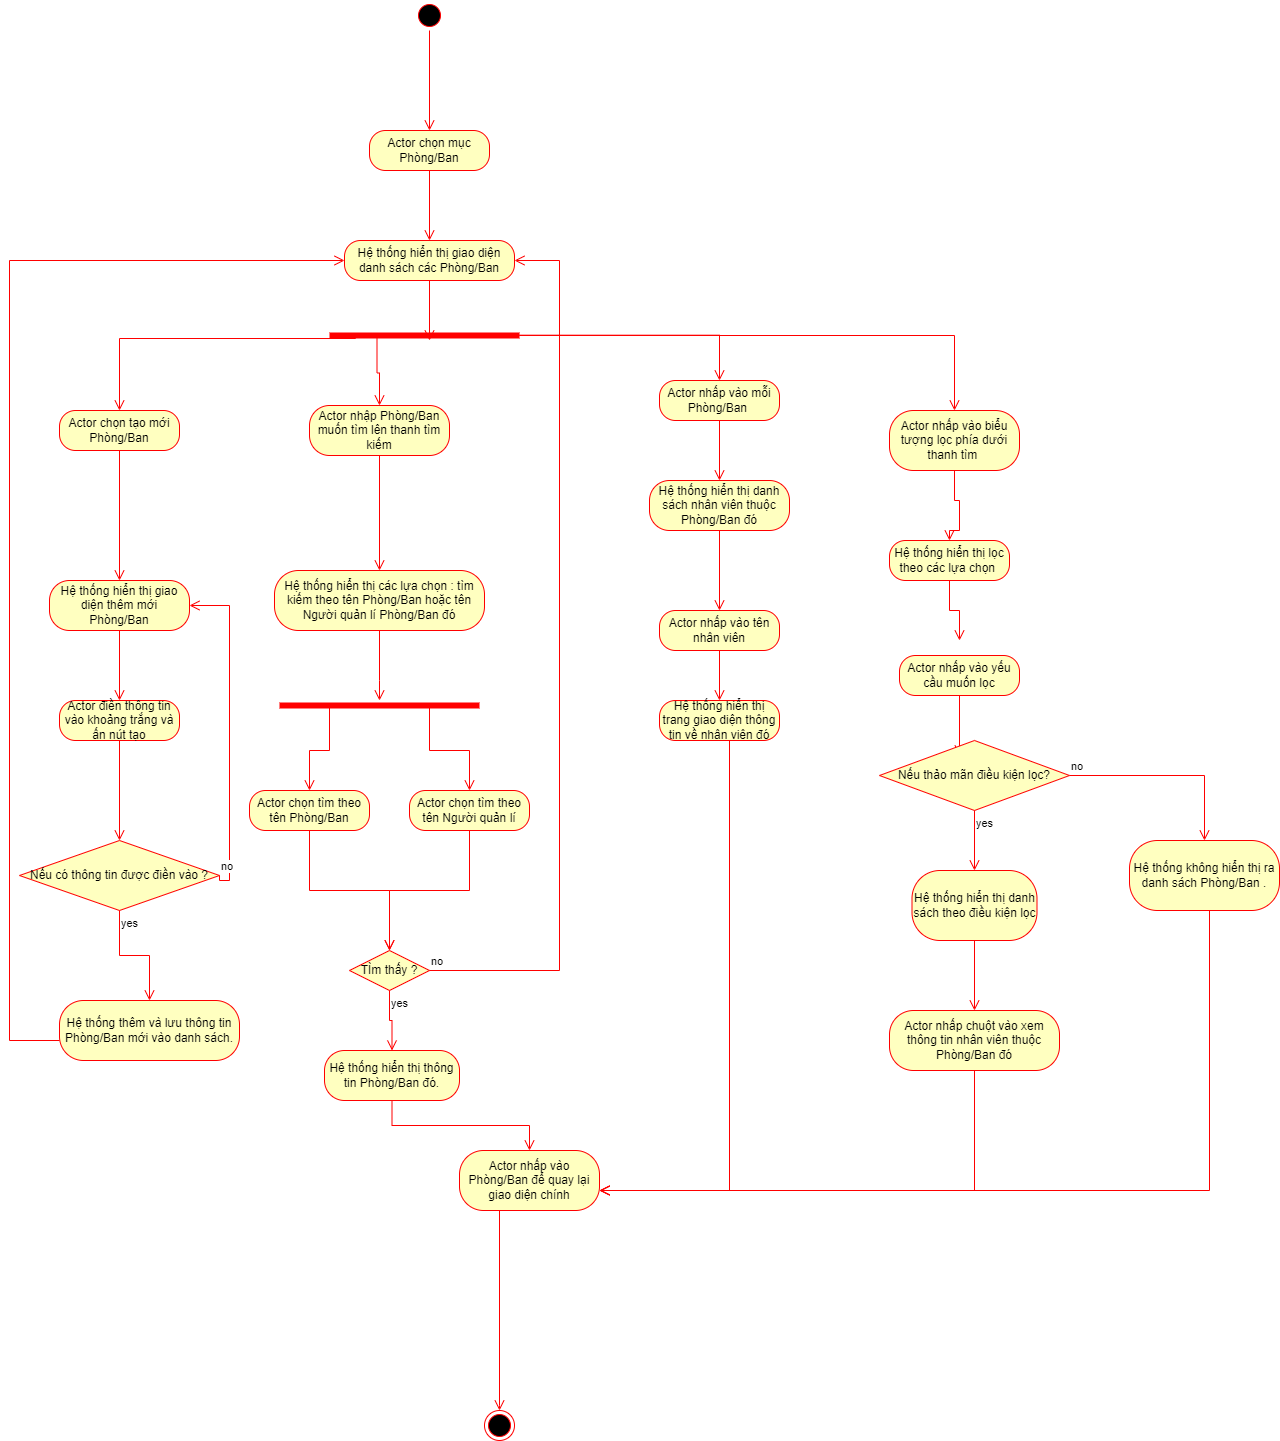 Actor chọn mục
Phòng/Ban
Hệ thống hiển thị giao diện
danh sách các Phòng/Ban
Actor chọn tạo mới
Phòng/Ban
Hệ thống hiển thị giao
diện thêm mới
Phòng/Ban
Actor điền thông tin
vào khoảng trắng và
ấn nút tạo
Nếu có thông tin được điền vào ?
no
yes
Hệ thống thêm và lưu thông tin
Phòng/Ban mới vào danh sách.
Actor nhập Phòng/Ban
muốn tìm lên thanh tìm
kiếm
Hệ thống hiển thị các lựa chọn : tìm
kiếm theo tên Phòng/Ban hoặc tên
Người quản lí Phòng/Ban đó
Actor chọn tìm theo
tên Phòng/Ban
Actor chọn tìm theo
tên Người quản lí
Tìm thấy ?
no
yes
Hệ thống hiển thị thông
tin Phòng/Ban đó.
Actor nhấp vào mỗi
Phòng/Ban
Hệ thống hiển thị danh
sách nhân viên thuộc
Phòng/Ban đó
Actor nhấp vào tên
nhân viên
Hệ thống hiển thị
trang giao diện thông
tin về nhân viên đó
Actor nhấp vào biểu
tượng lọc phía dưới
thanh tìm
Hệ thống hiển thị lọc
theo các lựa chọn
Actor nhấp vào yếu
cầu muốn lọc
Nếu thảo mãn điều kiện lọc?
no
yes
Hệ thống không hiển thị ra
danh sách Phòng/Ban .
Hệ thống hiển thị danh
sách theo điều kiện lọc
Actor nhấp chuột vào xem
thông tin nhân viên thuộc
Phòng/Ban đó
Actor nhấp vào
Phòng/Ban để quay lại
giao diện chính